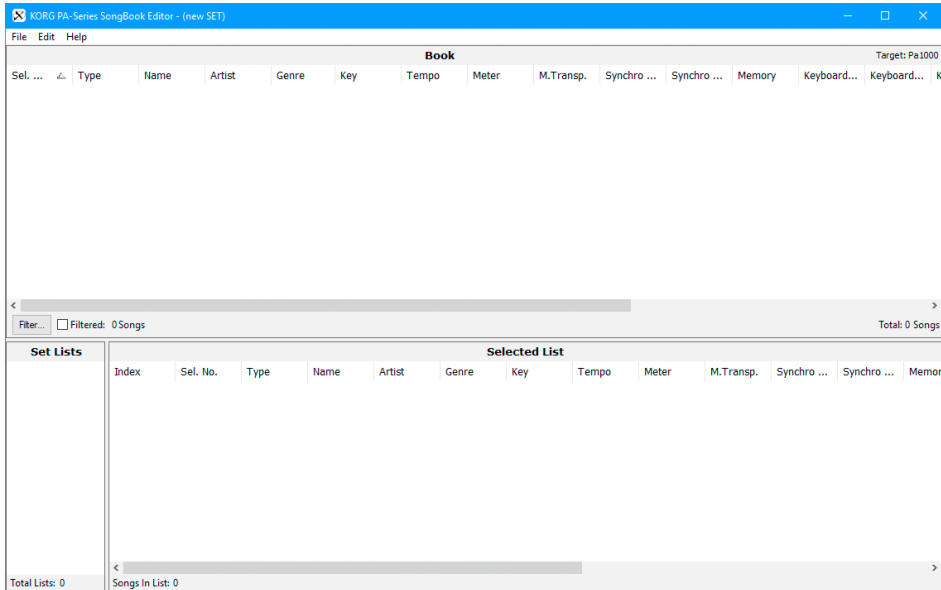 KORG PA-Series SongBook Editor - (new SET)
File Edit Help
Book Target: Pa1000
Sel. ... Type Name Artist Genre Key Tempo Meter M.Transp. Synchro ... Synchro ... Memory Keyboard... Keyboard... K
Filter... Filtered: 0 Songs Total: 0 Songs
Set Lists Selected List
Index Sel. No. Type Name Artist Genre Key Tempo Meter M.Transp. Synchro ... Synchro ... Memor
Total Lists: 0 Songs In List: 0